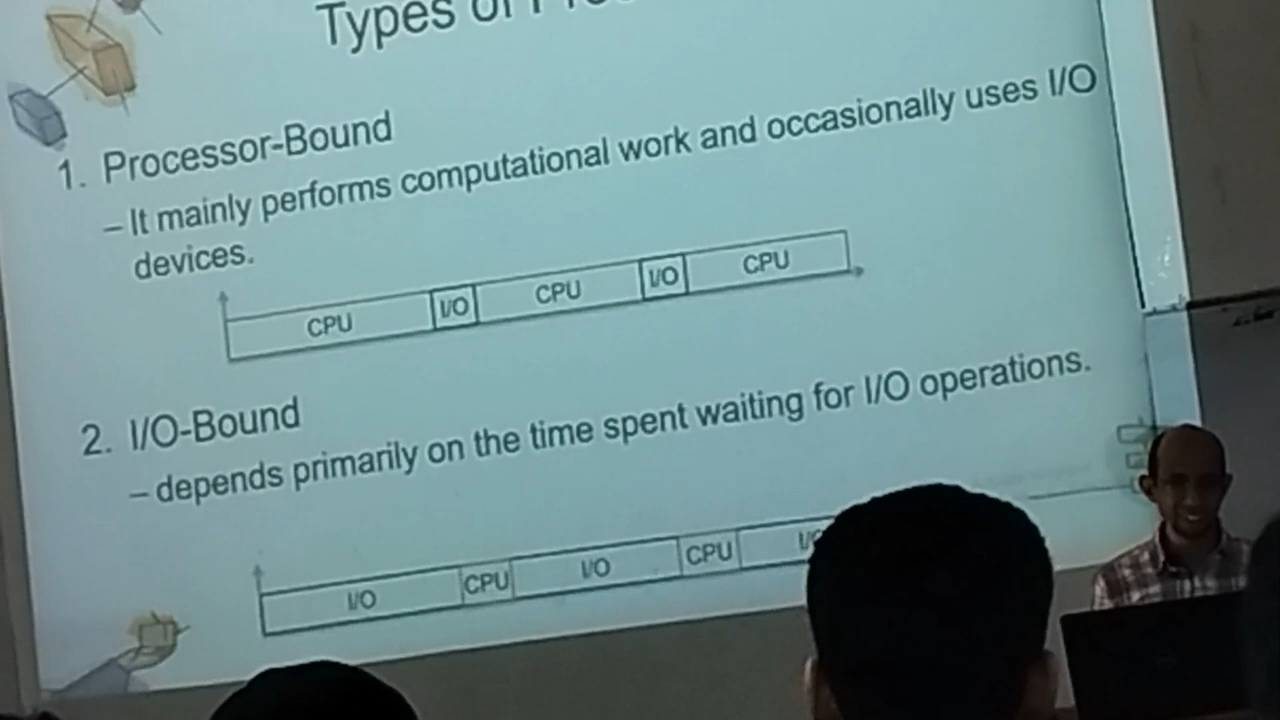 Types of
1. Processor-Bound
– It mainly performs computational work and occasionally uses I/O
devices.
CPU I/O CPU I/O CPU
2. I/O-Bound
– depends primarily on the time spent waiting for I/O operations.
I/O CPU I/O CPU